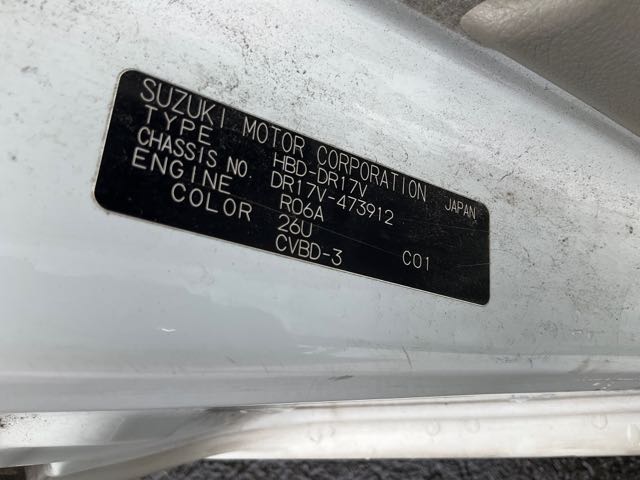 SUZUKI MOTOR CORPORATION JAPAN
TYPE HBD-DR17V
CHASSIS NO. DR17V-473912
ENGINE R06A
COLOR 26U
CVBD-3 C01